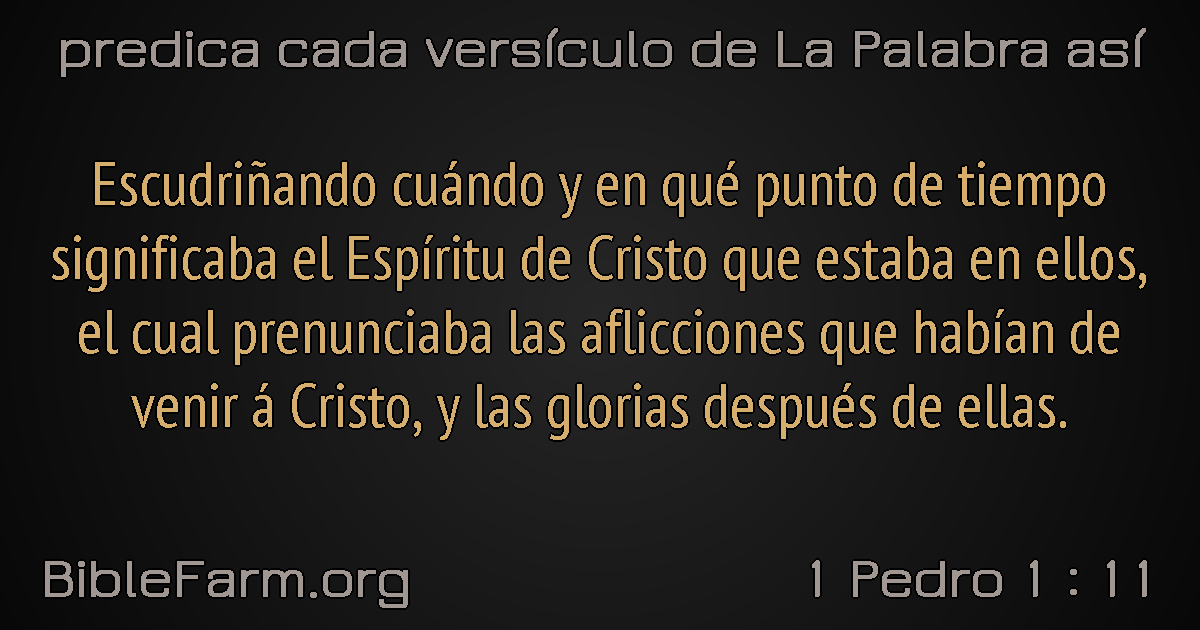 predica cada versículo de La Palabra así
Escudriñando cuándo y en qué punto de tiempo
significaba el Espíritu de Cristo que estaba en ellos,
el cual prenunciaba las aflicciones que habían de
venir á Cristo, y las glorias después de ellas.
BibleFarm.org
1 Pedro 1 : 11